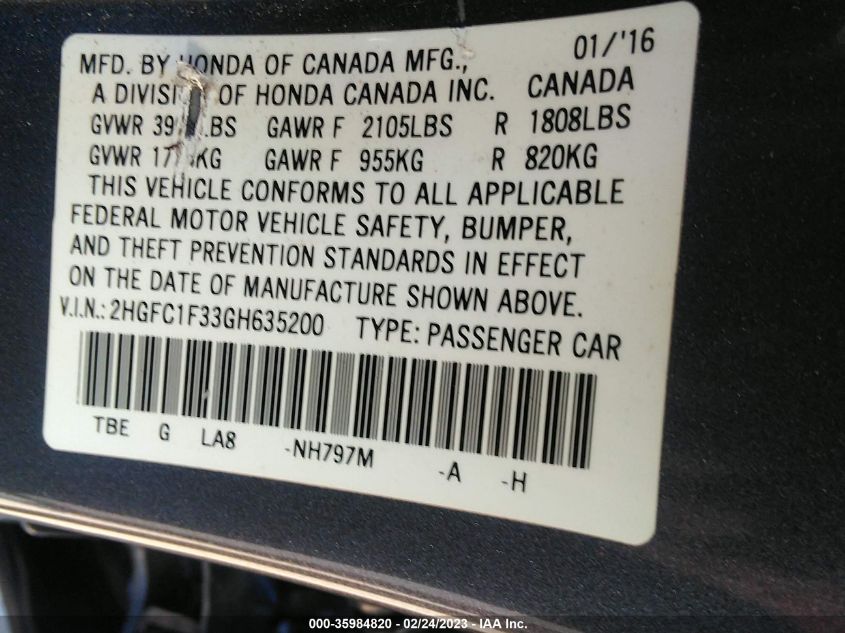 MFD. BY HONDA OF CANADA MFG., 01/'16
A DIVISION OF HONDA CANADA INC. CANADA
GVWR LBS GAWR F 2105LBS R 1808LBS
GVWR KG GAWR F 955KG R 820KG
THIS VEHICLE CONFORMS TO ALL APPLICABLE
FEDERAL MOTOR VEHICLE SAFETY, BUMPER,
AND THEFT PREVENTION STANDARDS IN EFFECT
ON THE DATE OF MANUFACTURE SHOWN ABOVE.
V.I.N.: 2HGFC1F33GH635200 TYPE: PASSENGER CAR
TBE G LA8 -NH797M -A -H
000-35984820 — 02/24/2023 — IAA Inc.